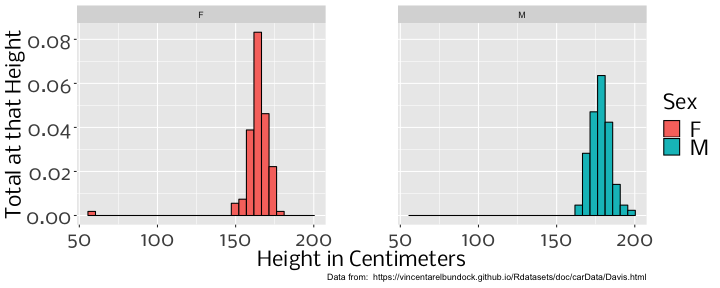 F
M
Total at that Height
0.08
0.06
0.04
0.02
0.00
50 100 150 200
50 100 150 200
Height in Centimeters
Sex
F
M
Data from: https://vincentarelbundock.github.io/Rdatasets/doc/carData/Davis.html